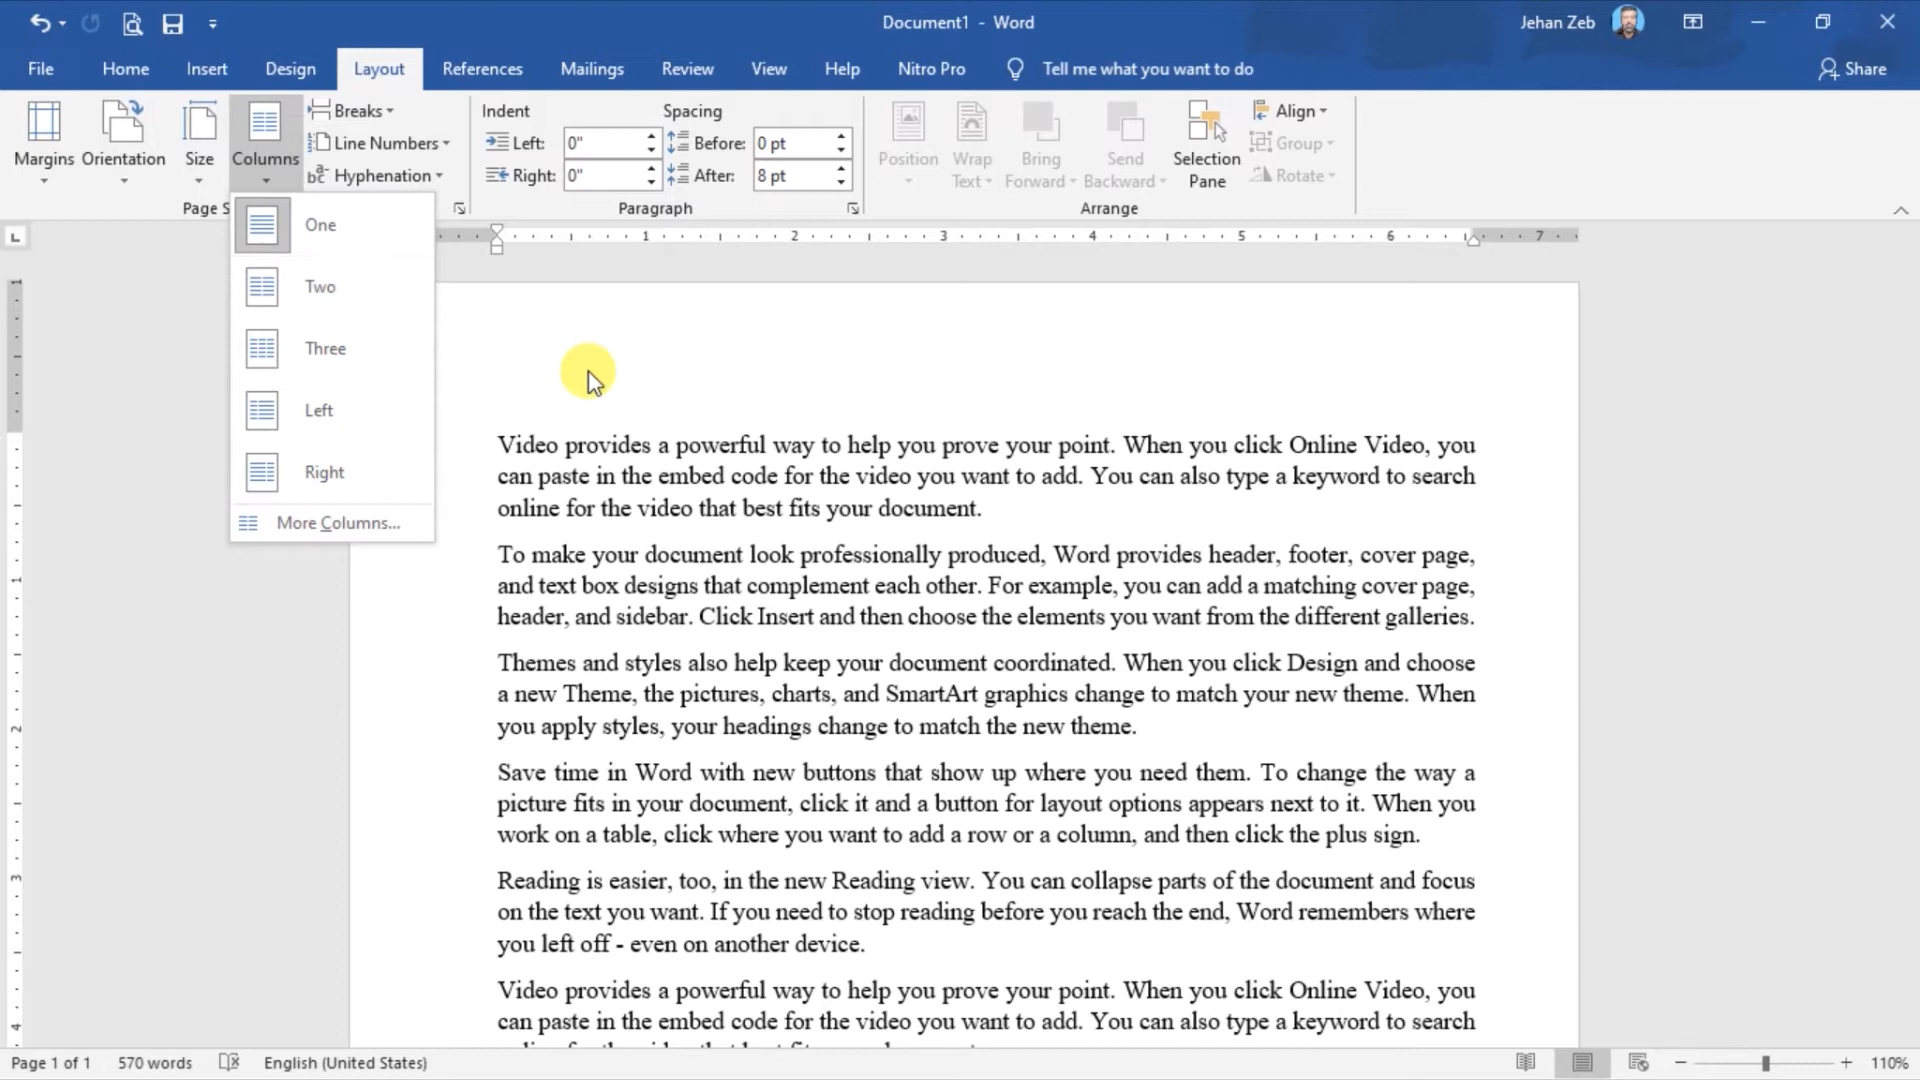 Document1 - Word
Jehan Zeb
File Home Insert Design Layout References Mailings Review View Help Nitro Pro Tell me what you want to do Share
Margins
Orientation
Size
Columns
Breaks
Line Numbers
Hyphenation
Page S
Indent
Left: 0"
Right: 0"
Spacing
Before: 0 pt
After: 8 pt
Paragraph
Position
Wrap
Text
Bring
Forward
Send
Backward
Selection
Pane
Align
Group
Rotate
Arrange
One
Two
Three
Left
Right
More Columns...
L
1 2 3 4 5 6 7
1
1
2
3
4
Video provides a powerful way to help you prove your point. When you click Online Video, you
can paste in the embed code for the video you want to add. You can also type a keyword to search
online for the video that best fits your document.
To make your document look professionally produced, Word provides header, footer, cover page,
and text box designs that complement each other. For example, you can add a matching cover page,
header, and sidebar. Click Insert and then choose the elements you want from the different galleries.
Themes and styles also help keep your document coordinated. When you click Design and choose
a new Theme, the pictures, charts, and SmartArt graphics change to match your new theme. When
you apply styles, your headings change to match the new theme.
Save time in Word with new buttons that show up where you need them. To change the way a
picture fits in your document, click it and a button for layout options appears next to it. When you
work on a table, click where you want to add a row or a column, and then click the plus sign.
Reading is easier, too, in the new Reading view. You can collapse parts of the document and focus
on the text you want. If you need to stop reading before you reach the end, Word remembers where
you left off - even on another device.
Video provides a powerful way to help you prove your point. When you click Online Video, you
can paste in the embed code for the video you want to add. You can also type a keyword to search
Page 1 of 1 570 words English (United States) 110%